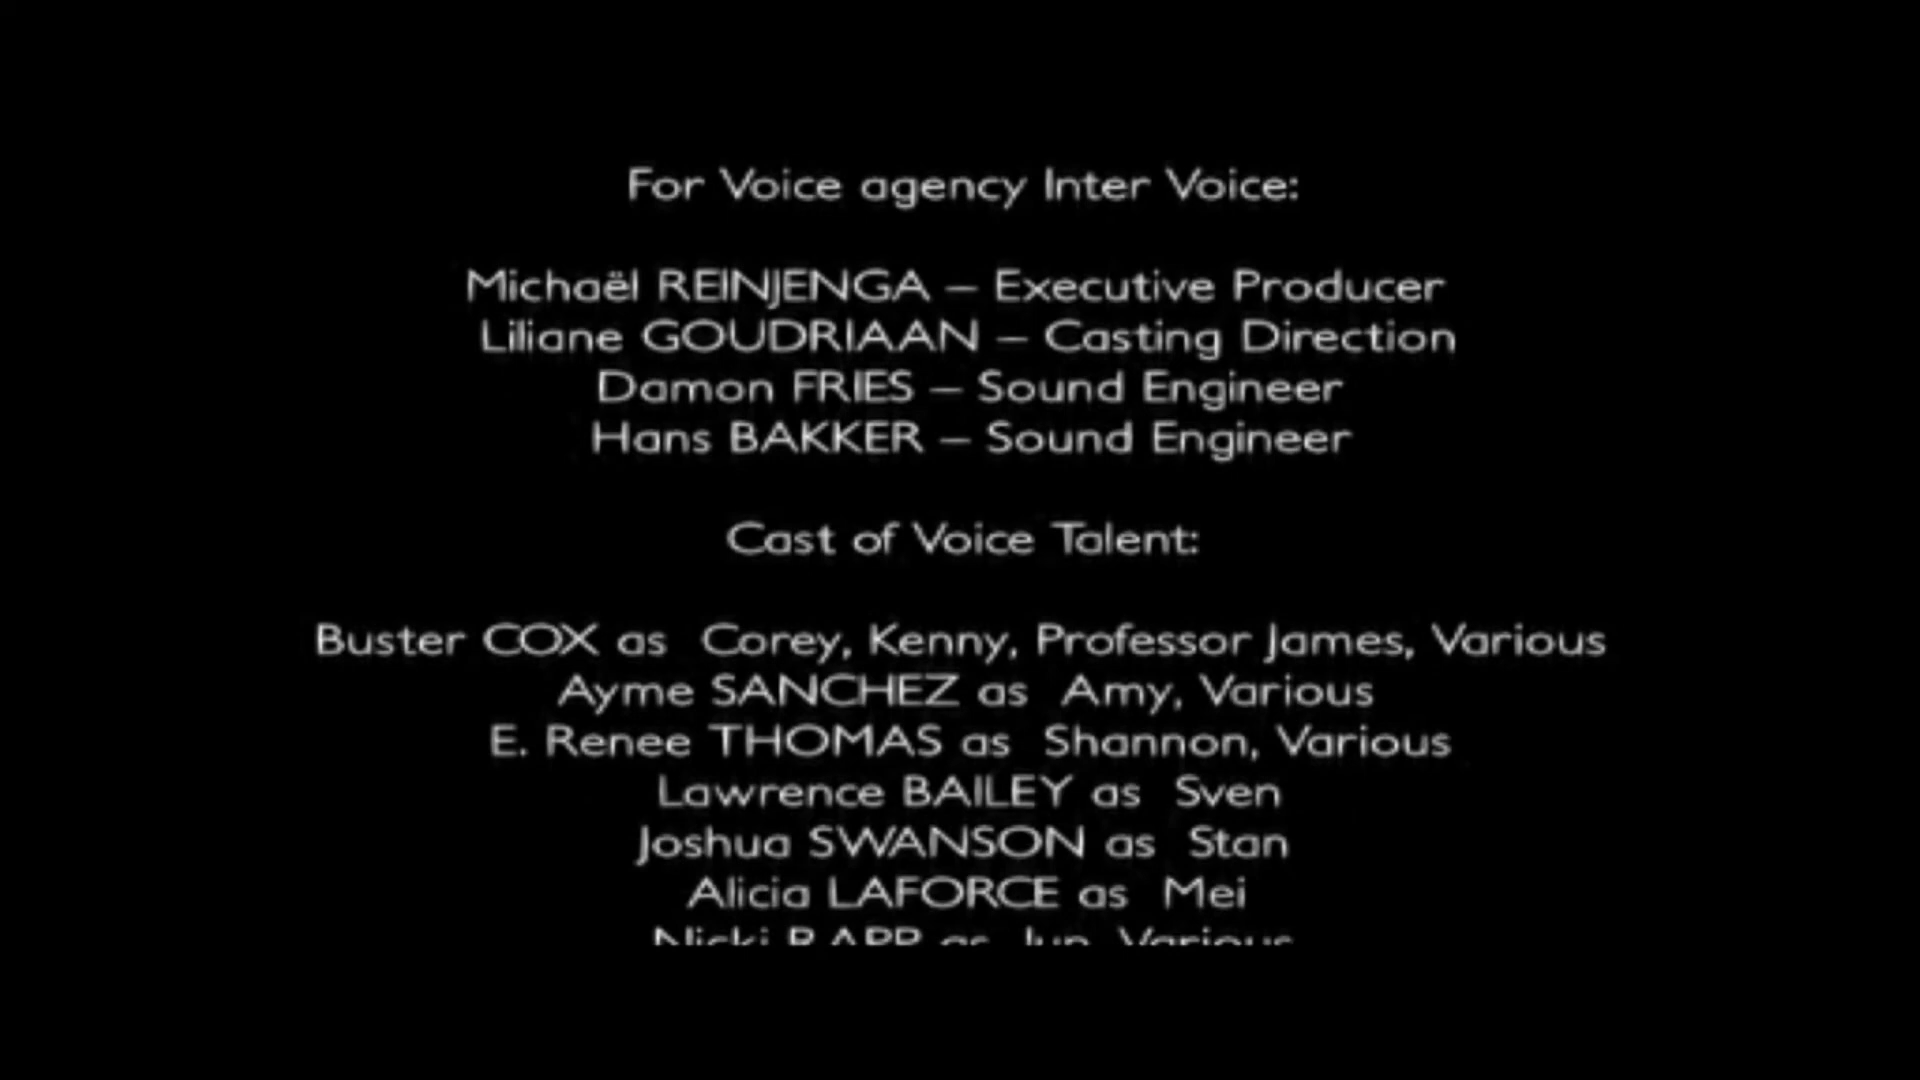 For Voice agency Inter Voice:
Michaël REINJENGA – Executive Producer
Liliane GOUDRIAAN – Casting Direction
Damon FRIES – Sound Engineer
Hans BAKKER – Sound Engineer
Cast of Voice Talent:
Buster COX as Corey, Kenny, Professor James, Various
Ayme SANCHEZ as Amy, Various
E. Renee THOMAS as Shannon, Various
Lawrence BAILEY as Sven
Joshua SWANSON as Stan
Alicia LAFORCE as Mei
Nicki RAPP as Jun, Various